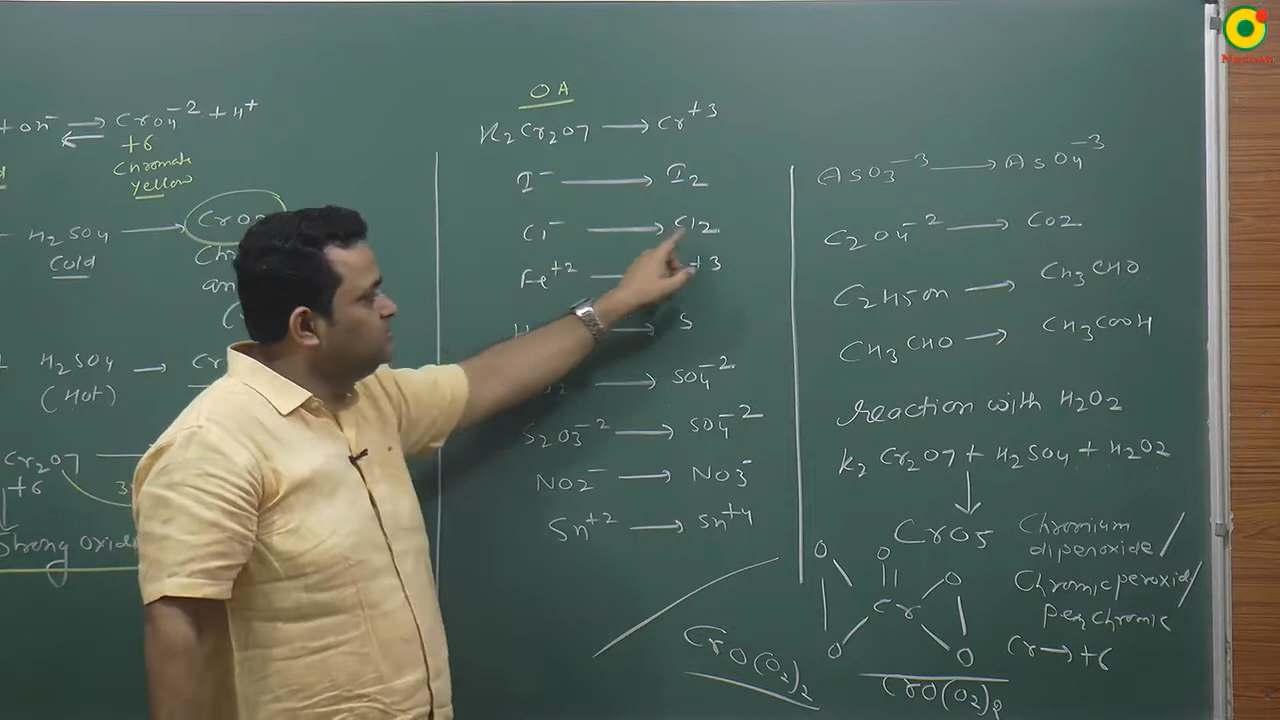 + OH⁻ ⇌ CrO4⁻² + H⁺
+6
Chromate
Yellow
H2SO4 → CrO3
Cold
H2SO4 →
(Hot)
Cr2O7
+6
Strong
OA
K2Cr2O7 → Cr⁺³
I⁻ → I2
Cl⁻ → Cl2
Fe⁺² → +3
→ S
→ SO4⁻²
S2O3⁻² → SO4⁻²
NO2⁻ → NO3⁻
Sn⁺² → Sn⁺⁴
AsO3⁻³ → AsO4⁻³
C2O4⁻² → CO2
C2H5OH → CH3CHO
CH3CHO → CH3COOH
reaction with H2O2
K2Cr2O7 + H2SO4 + H2O2
↓
CrO5
Chromium
diperoxide/
Chromic peroxide/
perchromic
Cr → +6
O O O
Cr
O O
CrO(O2)2
CrO(O2)2